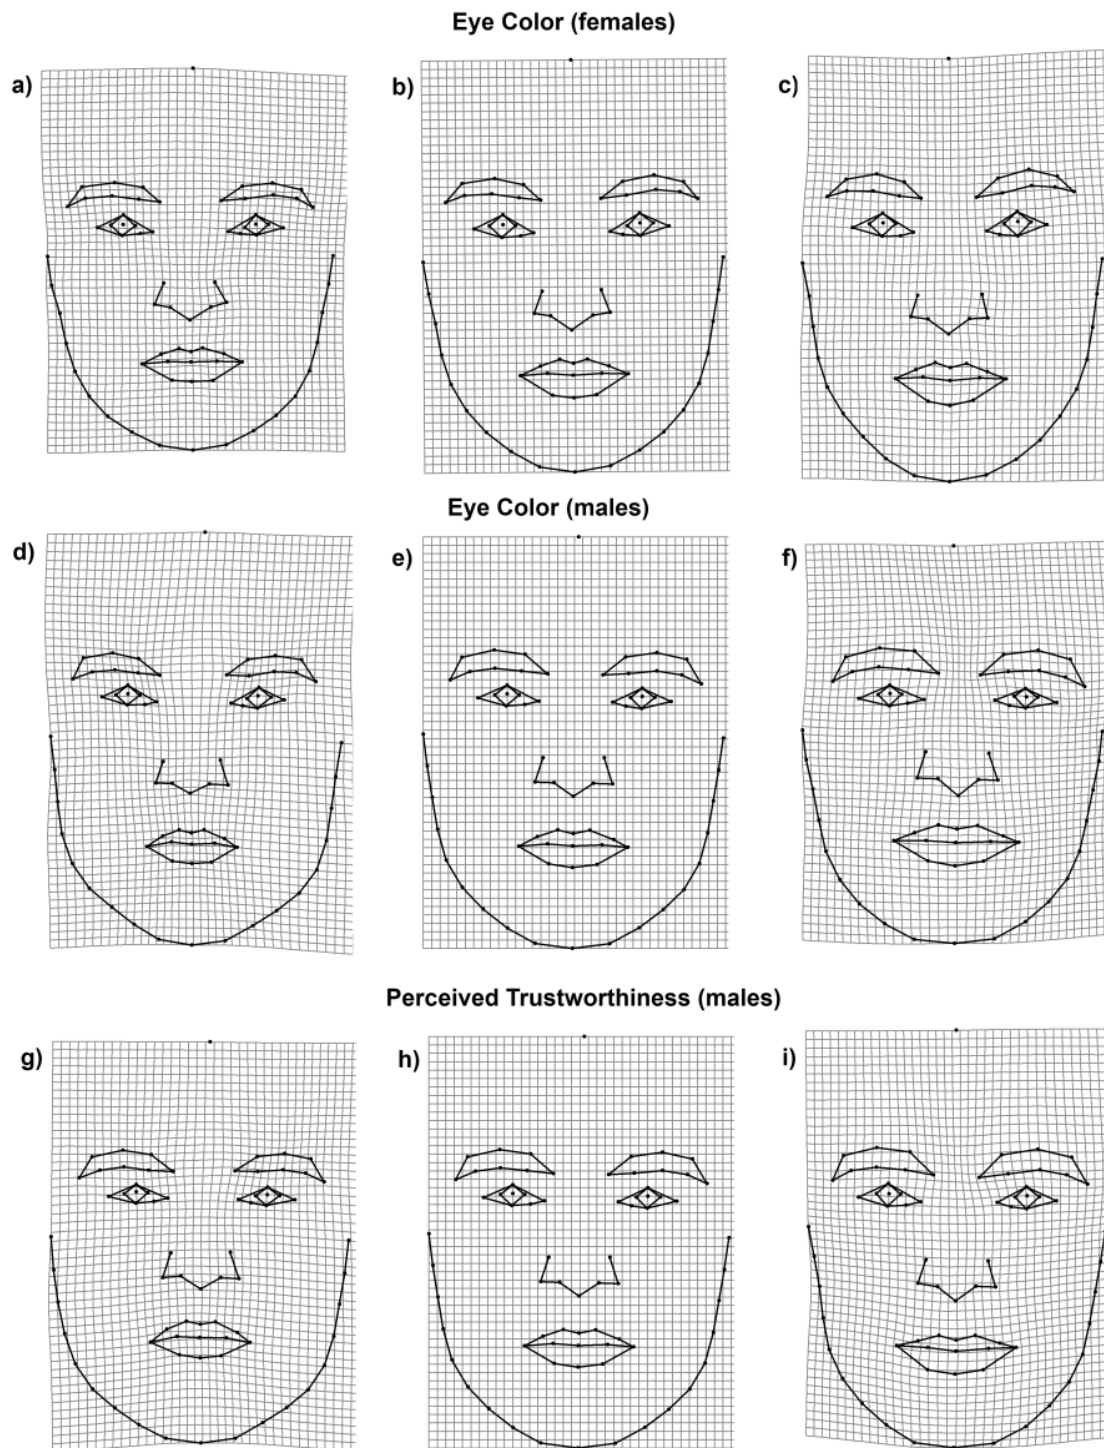 Eye Color (females)
a)
b)
c)
Eye Color (males)
d)
e)
f)
Perceived Trustworthiness (males)
g)
h)
i)